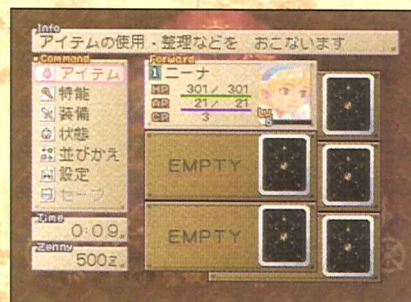 Info
アイテムの使用・整理などを おこないます
Command
アイテム
特能
装備
状態
並びかえ
設定
セーブ
Time
0:09
Zenny
500Z
Forward
1 ニーナ
HP 301/ 301
AP 21/ 21
CP 3
Lv
5
EMPTY
EMPTY